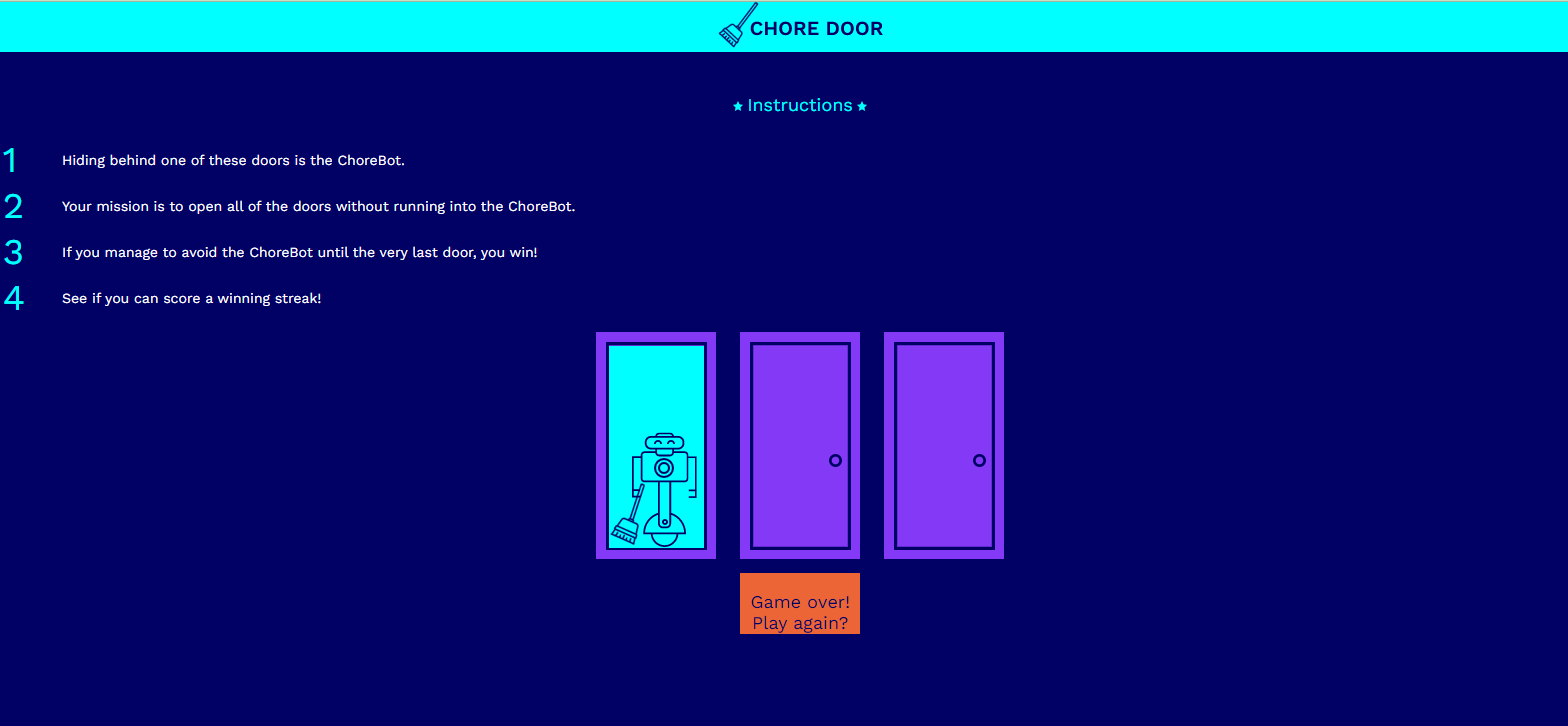 CHORE DOOR
Instructions
1 Hiding behind one of these doors is the ChoreBot.
2 Your mission is to open all of the doors without running into the ChoreBot.
3 If you manage to avoid the ChoreBot until the very last door, you win!
4 See if you can score a winning streak!
Game over!
Play again?